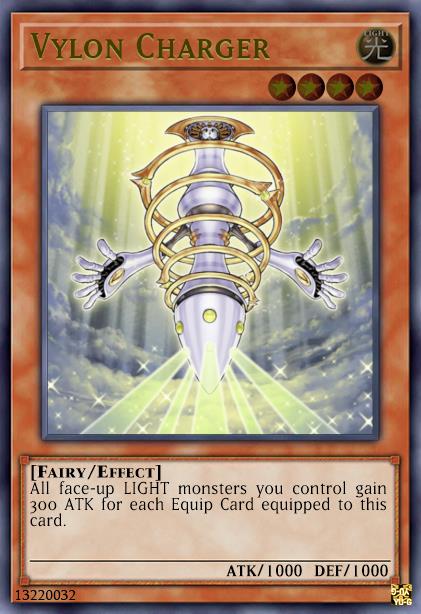 Vylon Charger
LIGHT
光
[Fairy/Effect]
All face-up LIGHT monsters you control gain
300 ATK for each Equip Card equipped to this
card.
ATK/1000 DEF/1000
13220032